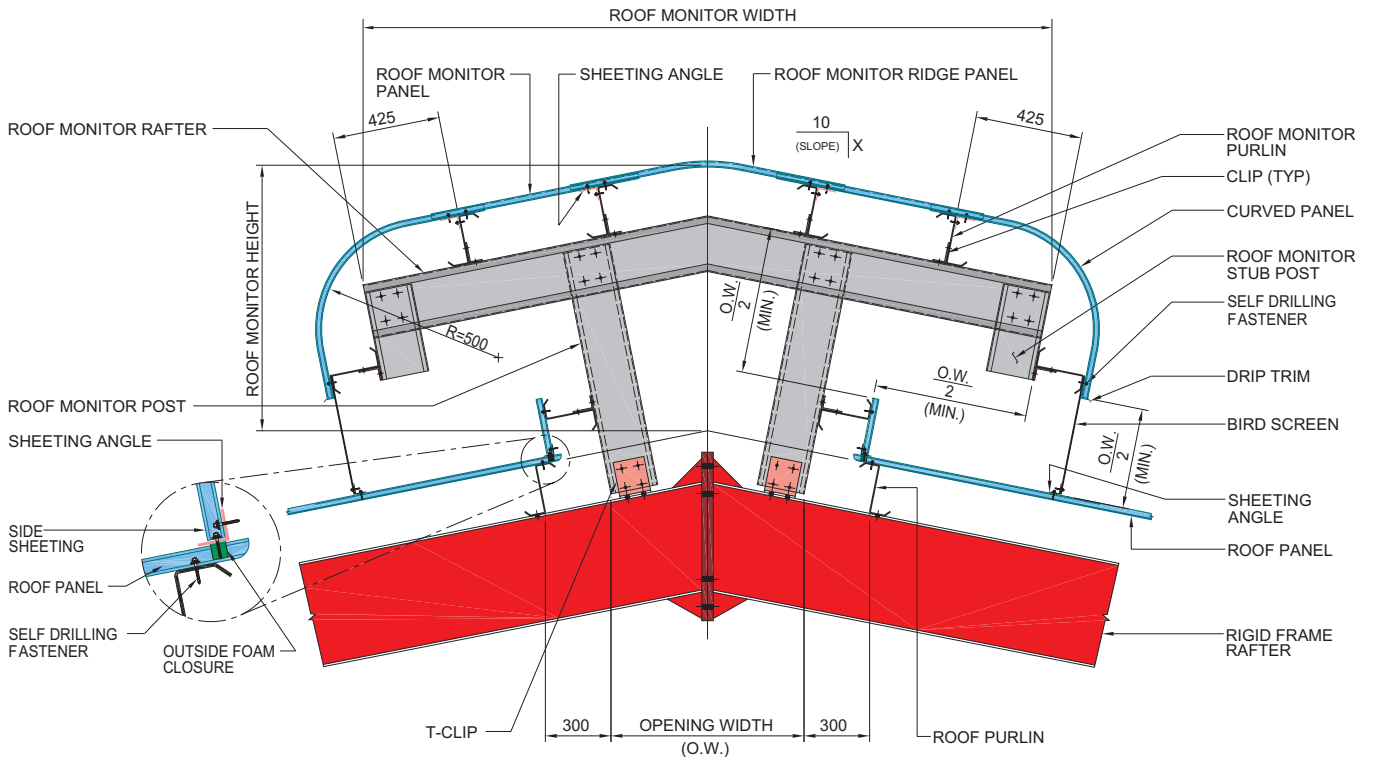 ROOF MONITOR WIDTH
ROOF MONITOR
PANEL
SHEETING ANGLE
ROOF MONITOR RIDGE PANEL
425
10
(SLOPE)
X
425
ROOF MONITOR RAFTER
ROOF MONITOR
PURLIN
CLIP (TYP)
CURVED PANEL
ROOF MONITOR
STUB POST
SELF DRILLING
FASTENER
DRIP TRIM
BIRD SCREEN
SHEETING
ANGLE
ROOF PANEL
RIGID FRAME
RAFTER
ROOF MONITOR HEIGHT
R=500
O.W.
2
(MIN.)
O.W.
2
(MIN.)
O.W.
2
(MIN.)
ROOF MONITOR POST
SHEETING ANGLE
SIDE
SHEETING
ROOF PANEL
SELF DRILLING
FASTENER
OUTSIDE FOAM
CLOSURE
T-CLIP
300
OPENING WIDTH
(O.W.)
300
ROOF PURLIN